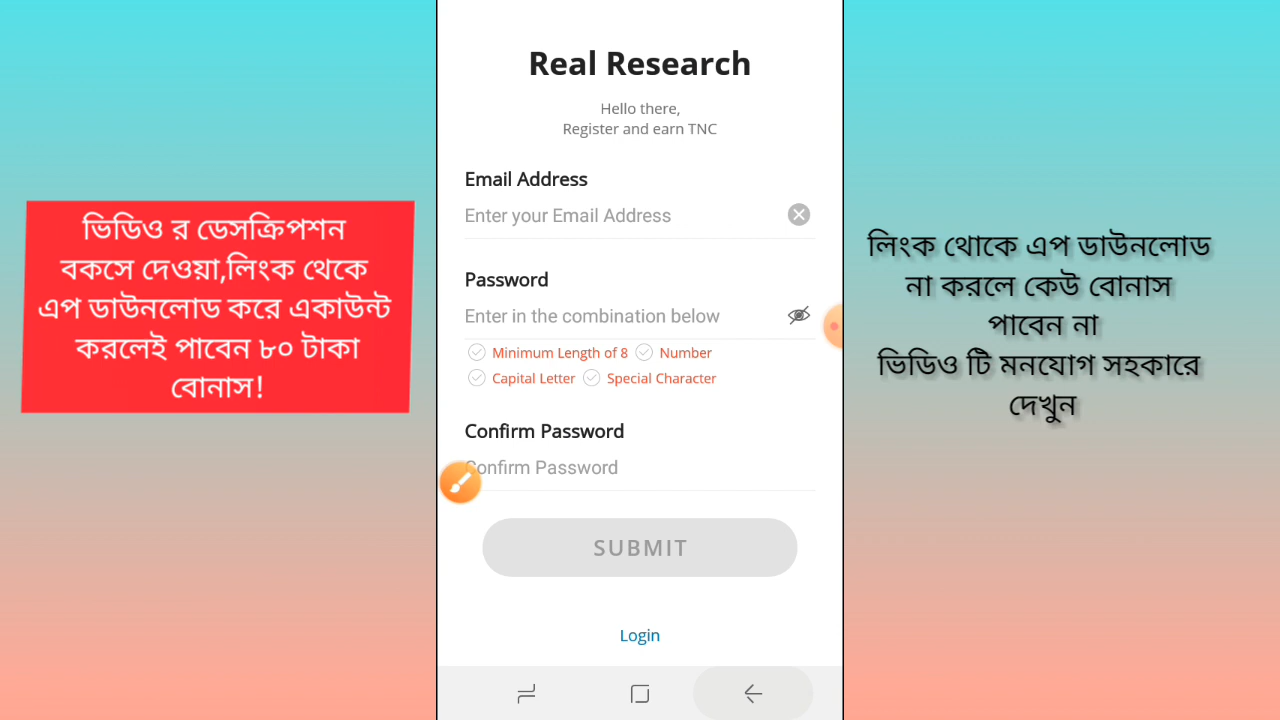 ভিডিও র ডেসক্রিপশন
বকসে দেওয়া,লিংক থেকে
এপ ডাউনলোড করে একাউন্ট
করলেই পাবেন ৮০ টাকা
বোনাস!
Real Research
Hello there,
Register and earn TNC
Email Address
Enter your Email Address
Password
Enter in the combination below
Minimum Length of 8 Number
Capital Letter Special Character
Confirm Password
Confirm Password
SUBMIT
Login
লিংক থোকে এপ ডাউনলোড
না করলে কেউ বোনাস
পাবেন না
ভিডিও টি মনযোগ সহকারে
দেখুন